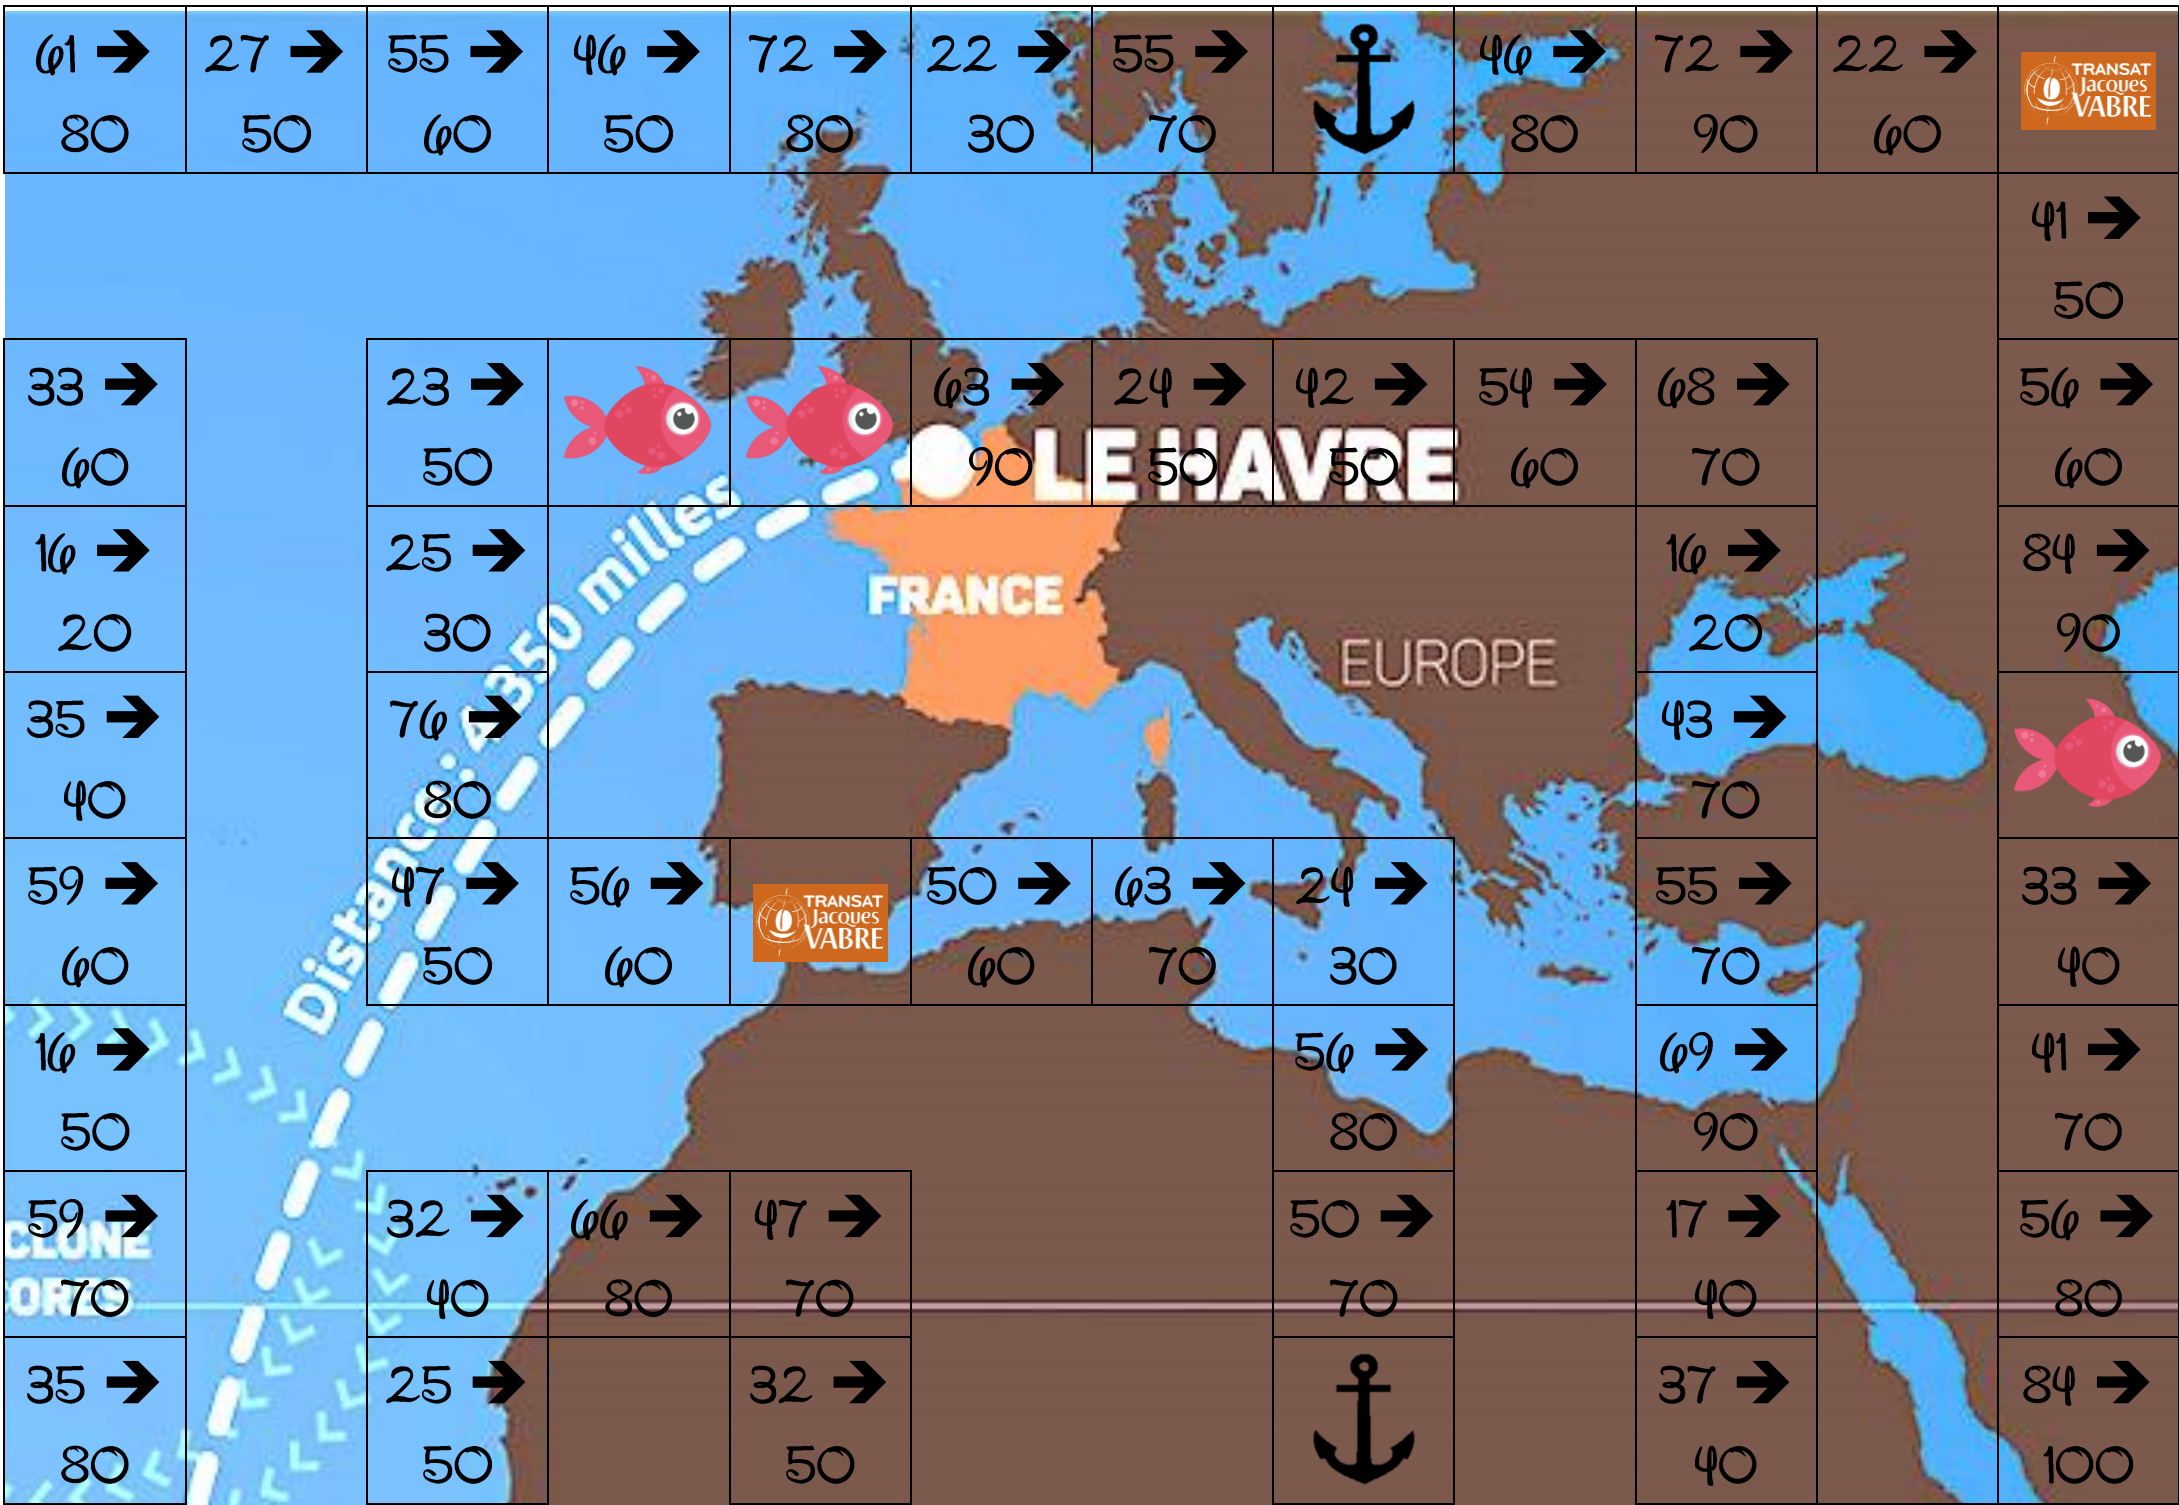 61 ➔ 27 ➔ 55 ➔ 46 ➔ 72 ➔ 22 ➔ 55 ➔ 46 ➔ 72 ➔ 22 ➔
80 50 60 50 80 30 70 80 90 60
TRANSAT
Jacques
VABRE
41 ➔
50
33 ➔ 23 ➔ 63 ➔ 24 ➔ 42 ➔ 54 ➔ 68 ➔ 56 ➔
60 50 90 50 50 60 70 60
LE HAVRE
16 ➔ 25 ➔ 16 ➔ 84 ➔
20 30 20 90
FRANCE
EUROPE
Distance : 4 350 milles
35 ➔ 76 ➔ 43 ➔
40 80 70
59 ➔ 47 ➔ 56 ➔ 50 ➔ 63 ➔ 24 ➔ 55 ➔ 33 ➔
60 50 60 60 70 30 70 40
TRANSAT
Jacques
VABRE
16 ➔ 56 ➔ 69 ➔ 41 ➔
50 80 90 70
59 ➔ 32 ➔ 66 ➔ 47 ➔ 50 ➔ 17 ➔ 56 ➔
CLONE
70 40 80 70 70 40 80
ORES
35 ➔ 25 ➔ 32 ➔ 37 ➔ 84 ➔
80 50 50 40 100